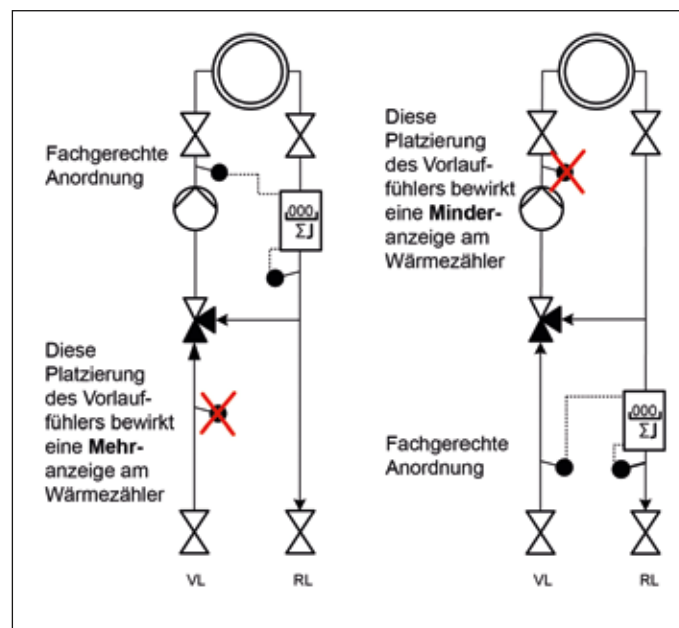 Fachgerechte
Anordnung
000
ΣJ
Diese
Platzierung
des Vorlauf-
fühlers bewirkt
eine Mehr-
anzeige am
Wärmezähler
VL
RL
Diese
Platzierung
des Vorlauf-
fühlers bewirkt
eine Minder-
anzeige am
Wärmezähler
000
ΣJ
Fachgerechte
Anordnung
VL
RL